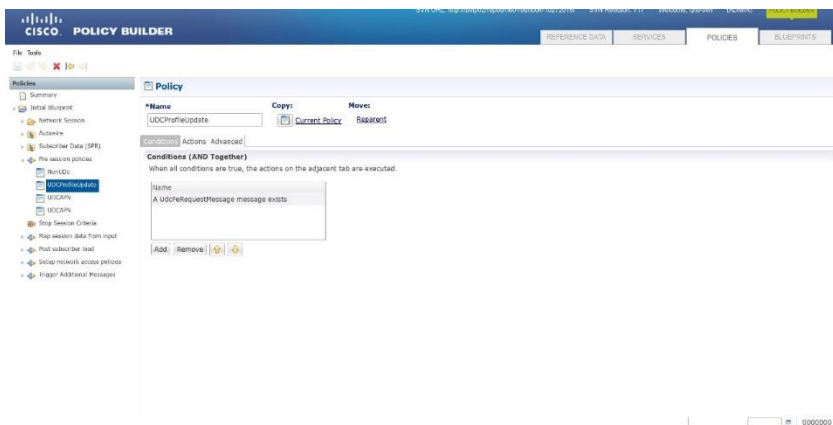 CISCO. POLICY BUILDER
REFERENCE DATA
SERVICES
POLICIES
BLUEPRINTS
File Tools
Policies
Summary
Initial Blueprint
Network Session
Autowire
Subscriber Data (SPR)
Pre session policies
UDCProfileUpdate
UDCAPN
UDCAPN
Stop Session Criteria
Map session data from input
Post subscriber load
Setup network access policies
Trigger Additional Messages
Policy
*Name
Copy:
Move:
UDCProfileUpdate
Current Policy
Reparent
Conditions Actions Advanced
Conditions (AND Together)
When all conditions are true, the actions on the adjacent tab are executed.
Name
A UdcFeRequestMessage message exists
Add Remove
0000000